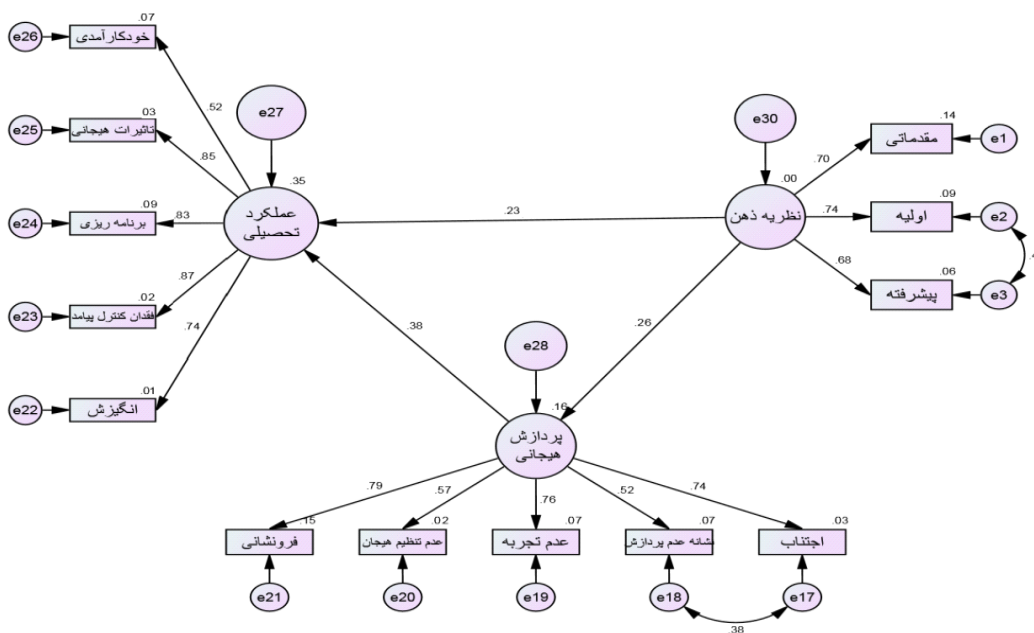 .07
e26
خودکارآمدی
.52
e27
e30
.03
e25
تاثیرات هیجانی
.85
.14
مقدماتی
e1
.70
.35
.00
عملکرد
تحصیلی
نظریه ذهن
.09
e24
برنامه ریزی
.83
.23
.74
.09
اولیه
e2
.87
.68
.4
.02
e23
فقدان کنترل پیامد
.06
پیشرفته
e3
.74
.38
.26
e28
.01
e22
انگیزش
.16
پردازش
هیجانی
.79
.57
.76
.52
.74
.15
فرونشانی
.02
عدم تنظیم هیجان
.07
عدم تجربه
.07
نشانه عدم پردازش
.03
اجتناب
e21
e20
e19
e18
e17
.38